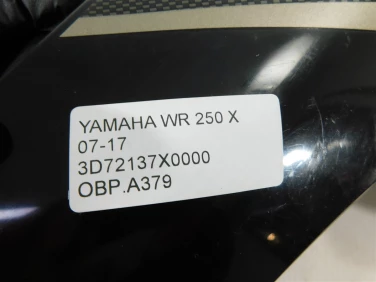 YAMAHA WR 250 X
07-17
3D72137X0000
OBP.A379